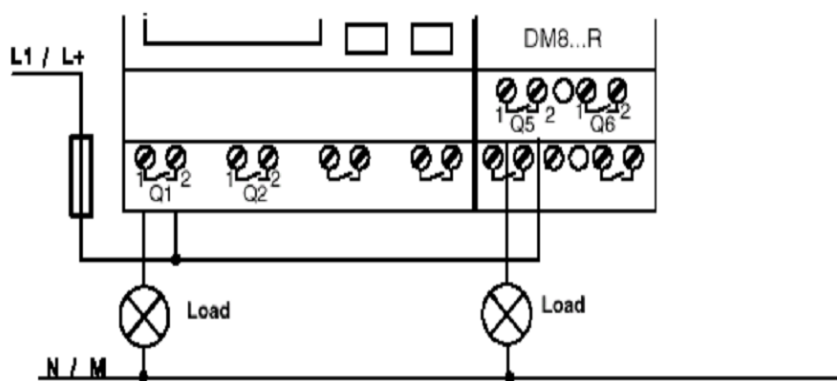 DM8...R
L1 / L+
1 2 1 2
Q5 Q6
1 2 1 2
Q1 Q2
Load Load
N / M